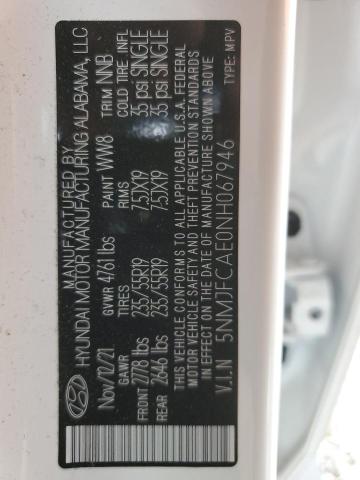 MANUFACTURED BY
HYUNDAI MOTOR MANUFACTURING ALABAMA, LLC
Nov/12/21 GVWR 4761 lbs PAINT WW8 TRIM NNB
GAWR TIRES RIMS COLD TIRE INFL
FRONT 2778 lbs 235/55R19 7.5JX19 35 psi SINGLE
REAR 2646 lbs 235/55R19 7.5JX19 35 psi SINGLE
THIS VEHICLE CONFORMS TO ALL APPLICABLE U.S.A. FEDERAL
MOTOR VEHICLE SAFETY AND THEFT PREVENTION STANDARDS
IN EFFECT ON THE DATE OF MANUFACTURE SHOWN ABOVE
V.I.N 5NMJFCAE0NH067946 TYPE: MPV